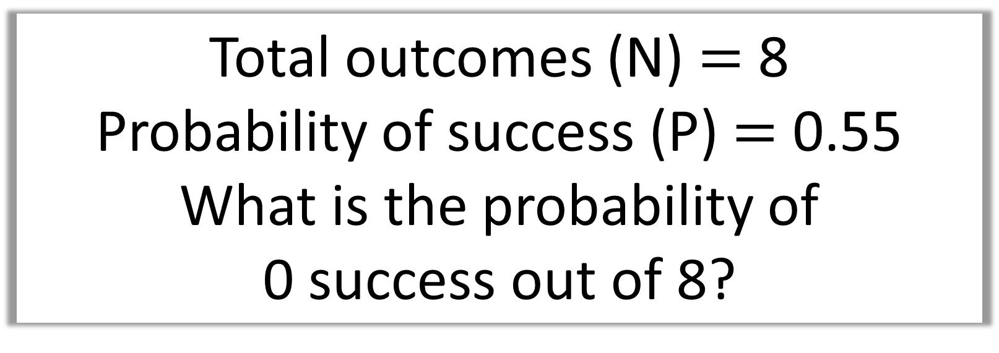 Total outcomes (N) = 8
Probability of success (P) = 0.55
What is the probability of
0 success out of 8?